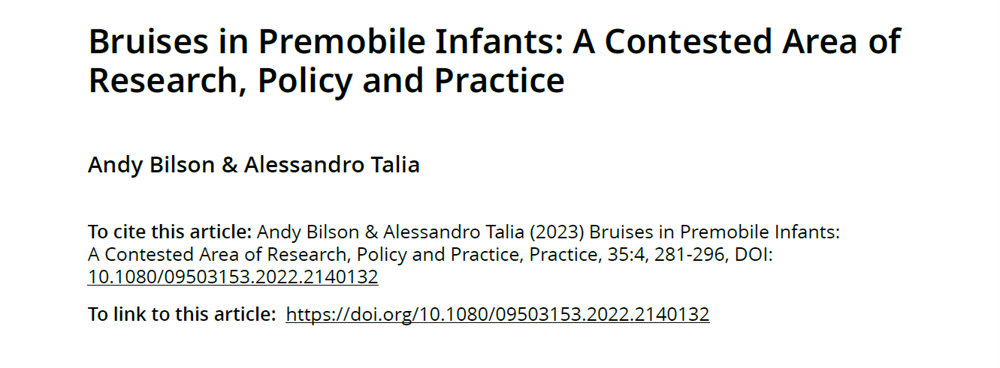 Bruises in Premobile Infants: A Contested Area of
Research, Policy and Practice
Andy Bilson & Alessandro Talia
To cite this article: Andy Bilson & Alessandro Talia (2023) Bruises in Premobile Infants:
A Contested Area of Research, Policy and Practice, Practice, 35:4, 281-296, DOI:
10.1080/09503153.2022.2140132
To link to this article: https://doi.org/10.1080/09503153.2022.2140132